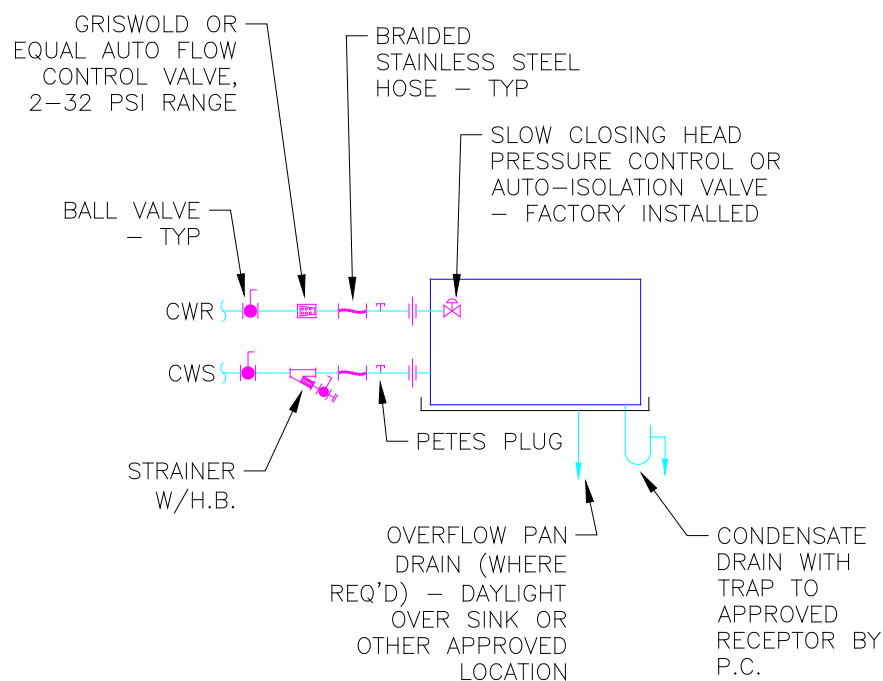 GRISWOLD OR
EQUAL AUTO FLOW
CONTROL VALVE,
2-32 PSI RANGE
BRAIDED
STAINLESS STEEL
HOSE - TYP
SLOW CLOSING HEAD
PRESSURE CONTROL OR
AUTO-ISOLATION VALVE
- FACTORY INSTALLED
BALL VALVE
- TYP
CWR
CWS
PETES PLUG
STRAINER
W/H.B.
OVERFLOW PAN
DRAIN (WHERE
REQ'D) - DAYLIGHT
OVER SINK OR
OTHER APPROVED
LOCATION
CONDENSATE
DRAIN WITH
TRAP TO
APPROVED
RECEPTOR BY
P.C.